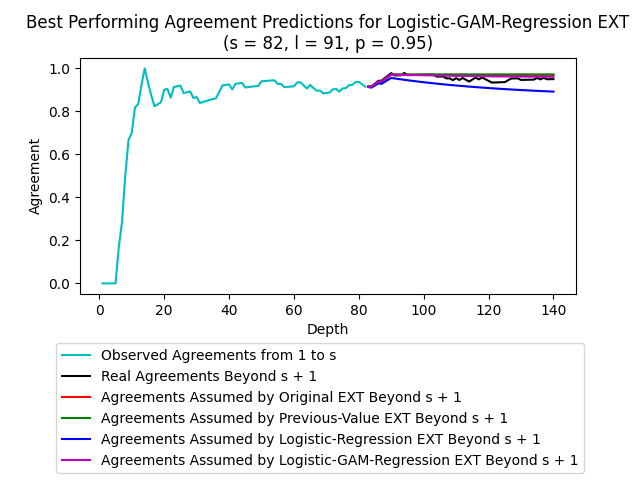 Best Performing Agreement Predictions for Logistic-GAM-Regression EXT
(s = 82, l = 91, p = 0.95)
1.0
0.8
0.6
0.4
0.2
0.0
Agreement
0 20 40 60 80 100 120 140
Depth
Observed Agreements from 1 to s
Real Agreements Beyond s + 1
Agreements Assumed by Original EXT Beyond s + 1
Agreements Assumed by Previous-Value EXT Beyond s + 1
Agreements Assumed by Logistic-Regression EXT Beyond s + 1
Agreements Assumed by Logistic-GAM-Regression EXT Beyond s + 1